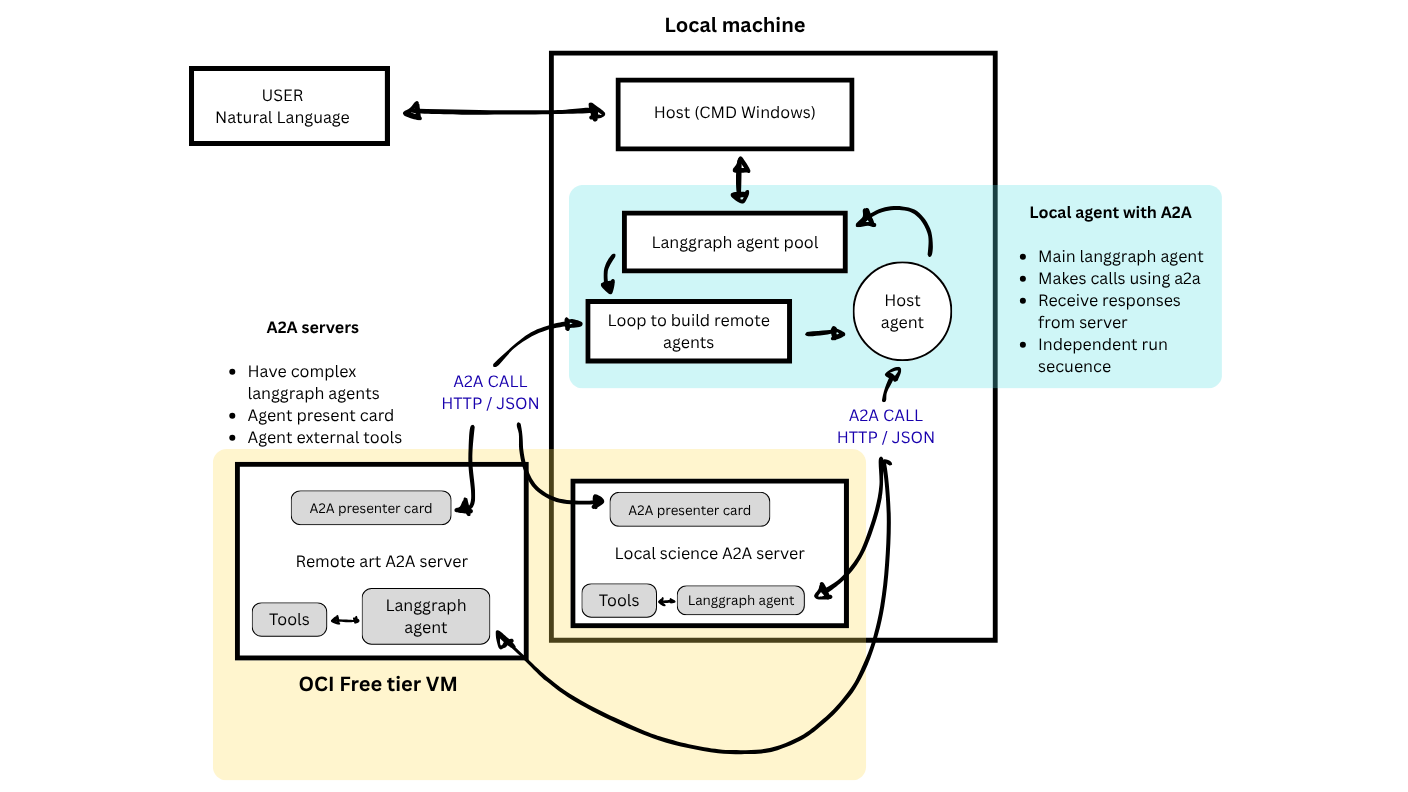 Local machine
USER
Natural Language
Host (CMD Windows)
Langgraph agent pool
Loop to build remote
agents
Host
agent
Local agent with A2A
Main langgraph agent
Makes calls using a2a
Receive responses
from server
Independent run
secuence
A2A servers
Have complex
langgraph agents
Agent present card
Agent external tools
A2A CALL
HTTP / JSON
A2A CALL
HTTP / JSON
A2A presenter card
Remote art A2A server
Tools
Langgraph
agent
OCI Free tier VM
A2A presenter card
Local science A2A server
Tools
Langgraph agent